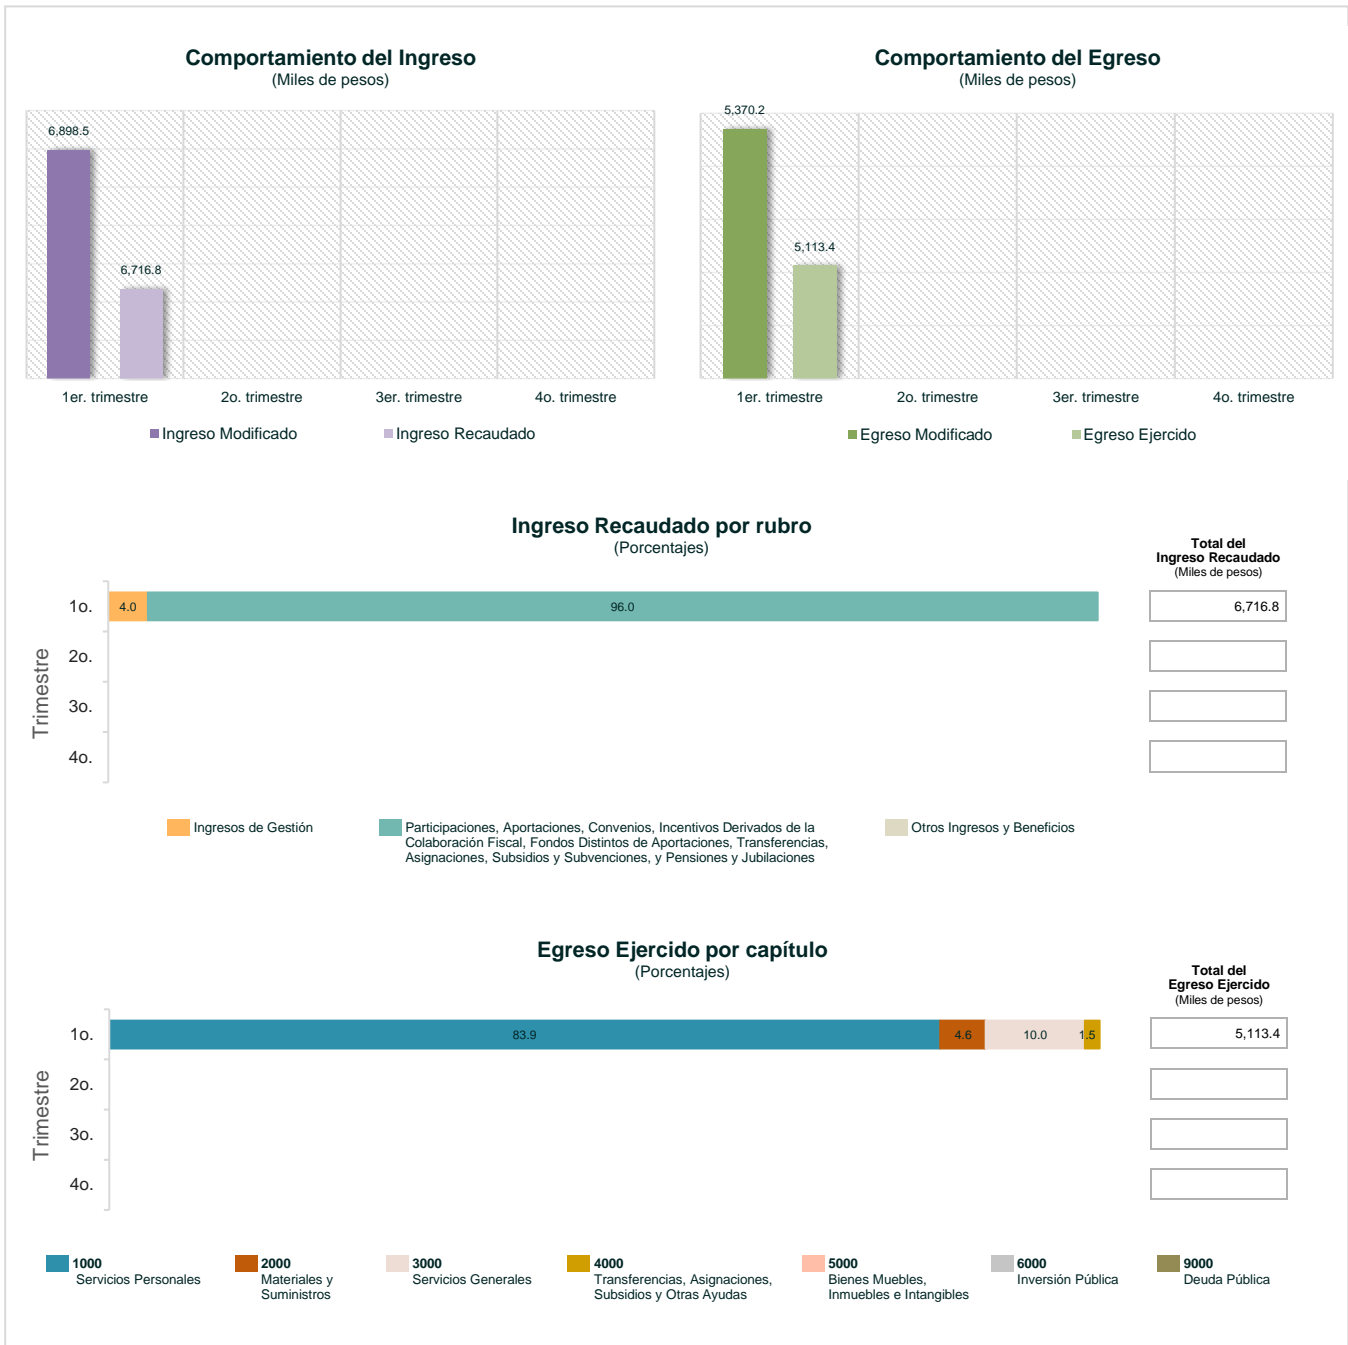 Comportamiento del Ingreso
(Miles de pesos)
6,898.5
6,716.8
1er. trimestre
2o. trimestre
3er. trimestre
4o. trimestre
Ingreso Modificado
Ingreso Recaudado
Comportamiento del Egreso
(Miles de pesos)
5,370.2
5,113.4
1er. trimestre
2o. trimestre
3er. trimestre
4o. trimestre
Egreso Modificado
Egreso Ejercido
Ingreso Recaudado por rubro
(Porcentajes)
Total del
Ingreso Recaudado
(Miles de pesos)
Trimestre
1o.
4.0
96.0
6,716.8
2o.
3o.
4o.
Ingresos de Gestión
Participaciones, Aportaciones, Convenios, Incentivos Derivados de la
Colaboración Fiscal, Fondos Distintos de Aportaciones, Transferencias,
Asignaciones, Subsidios y Subvenciones, y Pensiones y Jubilaciones
Otros Ingresos y Beneficios
Egreso Ejercido por capítulo
(Porcentajes)
Total del
Egreso Ejercido
(Miles de pesos)
Trimestre
1o.
83.9
4.6
10.0
1.5
5,113.4
2o.
3o.
4o.
1000
Servicios Personales
2000
Materiales y
Suministros
3000
Servicios Generales
4000
Transferencias, Asignaciones,
Subsidios y Otras Ayudas
5000
Bienes Muebles,
Inmuebles e Intangibles
6000
Inversión Pública
9000
Deuda Pública